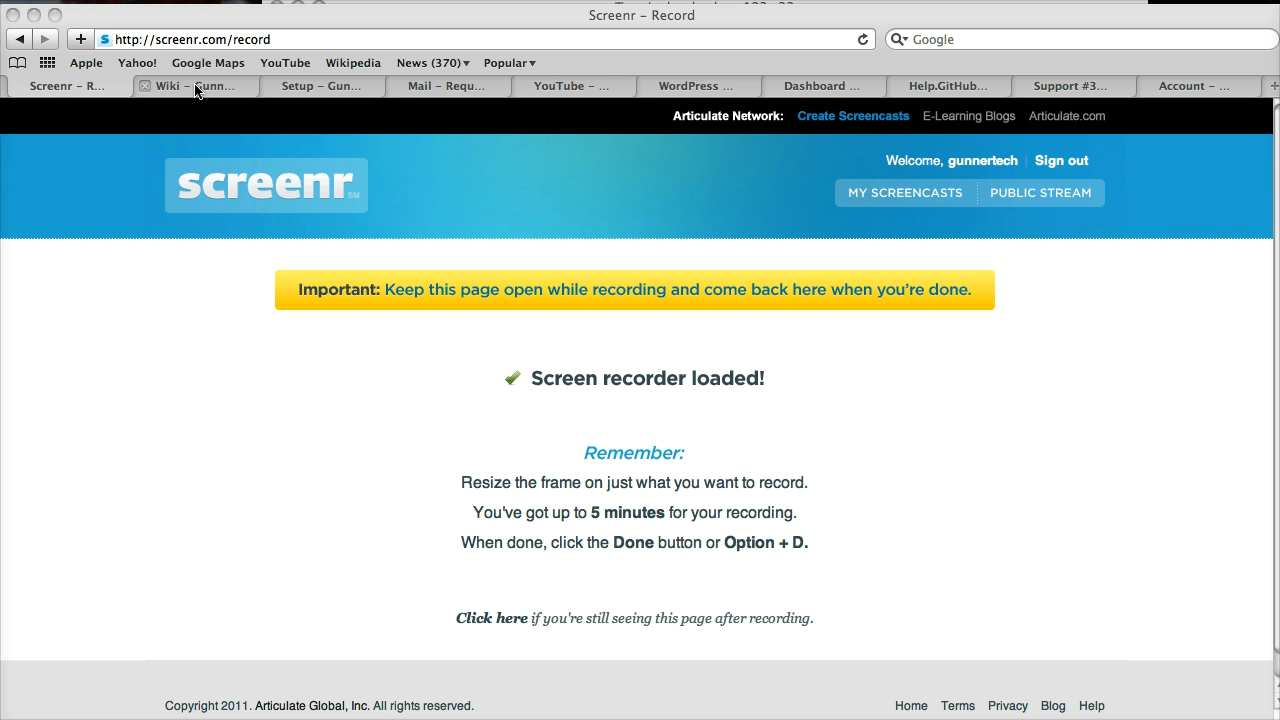 Screenr – Record
http://screenr.com/record
Google
Apple Yahoo! Google Maps YouTube Wikipedia News (370)▾ Popular▾
Screenr – R... Wiki – Gunn... Setup – Gun... Mail – Requ... YouTube – ... WordPress ... Dashboard ... Help.GitHub... Support #3... Account – ...
Articulate Network: Create Screencasts E-Learning Blogs Articulate.com
Welcome, gunnertech | Sign out
screenr SM
MY SCREENCASTS PUBLIC STREAM
Important: Keep this page open while recording and come back here when you're done.
Screen recorder loaded!
Remember:
Resize the frame on just what you want to record.
You've got up to 5 minutes for your recording.
When done, click the Done button or Option + D.
Click here if you're still seeing this page after recording.
Copyright 2011. Articulate Global, Inc. All rights reserved.
Home Terms Privacy Blog Help